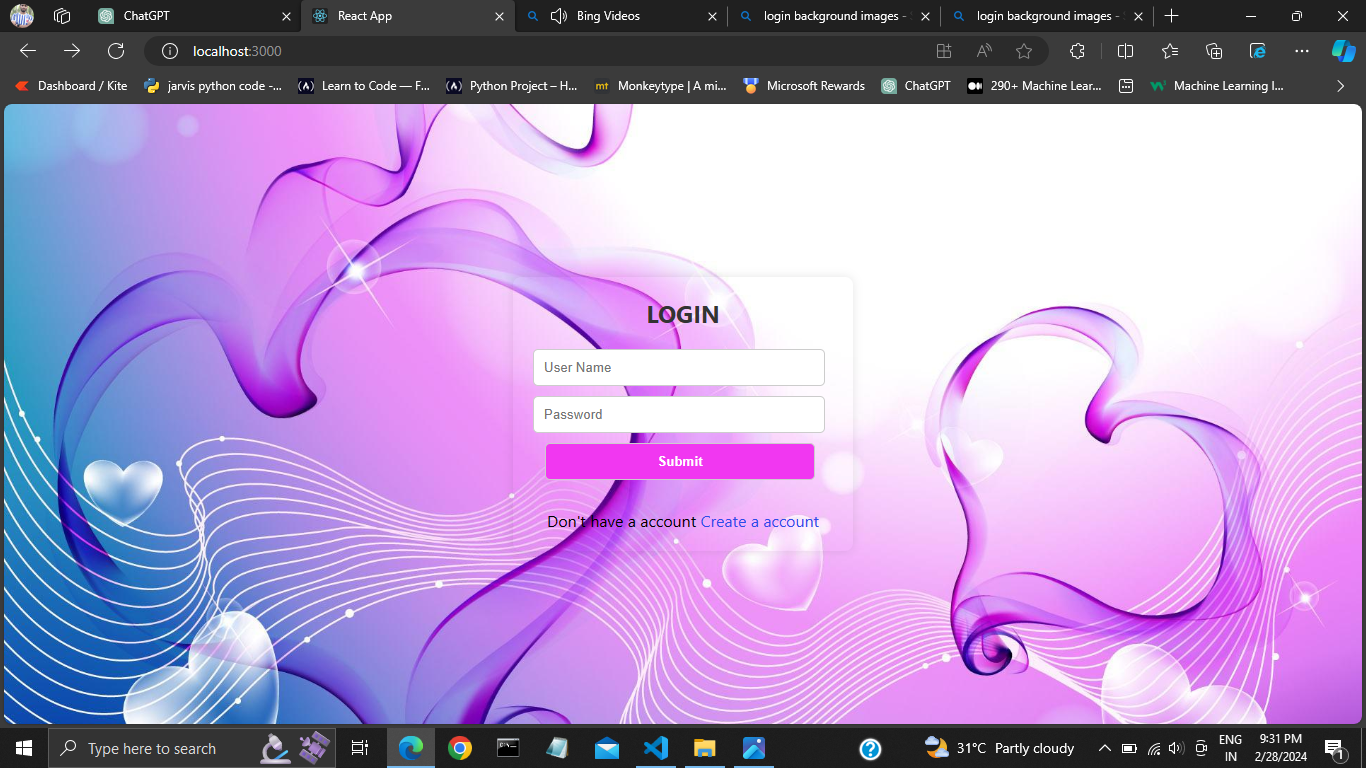 ChatGPT
React App
Bing Videos
login background images -
login background images -
localhost:3000
Dashboard / Kite
jarvis python code -...
Learn to Code — F...
Python Project – H...
mt
Monkeytype | A mi...
Microsoft Rewards
ChatGPT
290+ Machine Lear...
Machine Learning I...
LOGIN
User Name
Password
Submit
Don't have a account Create a account
Type here to search
31°C Partly cloudy
ENG
IN
9:31 PM
2/28/2024
1